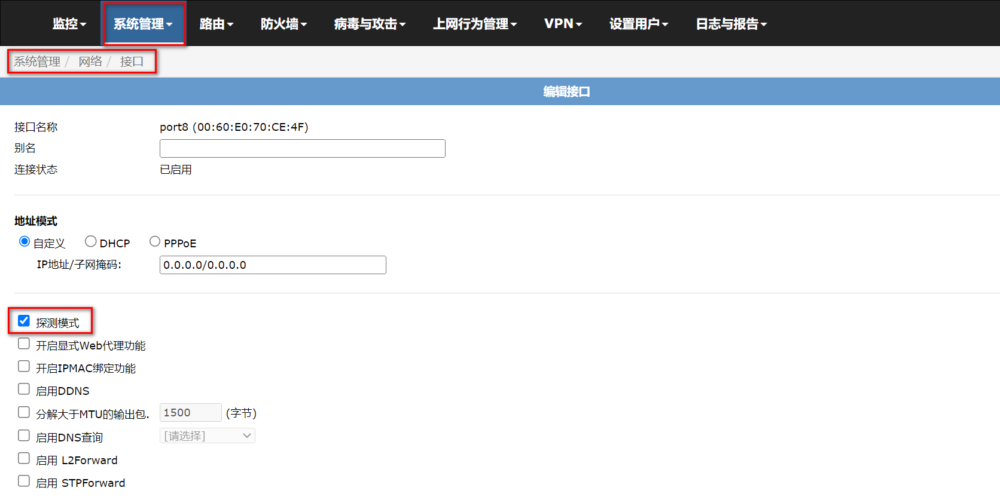 监控 系统管理 路由 防火墙 病毒与攻击 上网行为管理 VPN 设置用户 日志与报告
系统管理 / 网络 / 接口
编辑接口
接口名称 port8 (00:60:E0:70:CE:4F)
别名
连接状态 已启用
地址模式
自定义 DHCP PPPoE
IP地址/子网掩码: 0.0.0.0/0.0.0.0
探测模式
开启显式Web代理功能
开启IPMAC绑定功能
启用DDNS
分解大于MTU的输出包. 1500 (字节)
启用DNS查询 [请选择]
启用 L2Forward
启用 STPForward